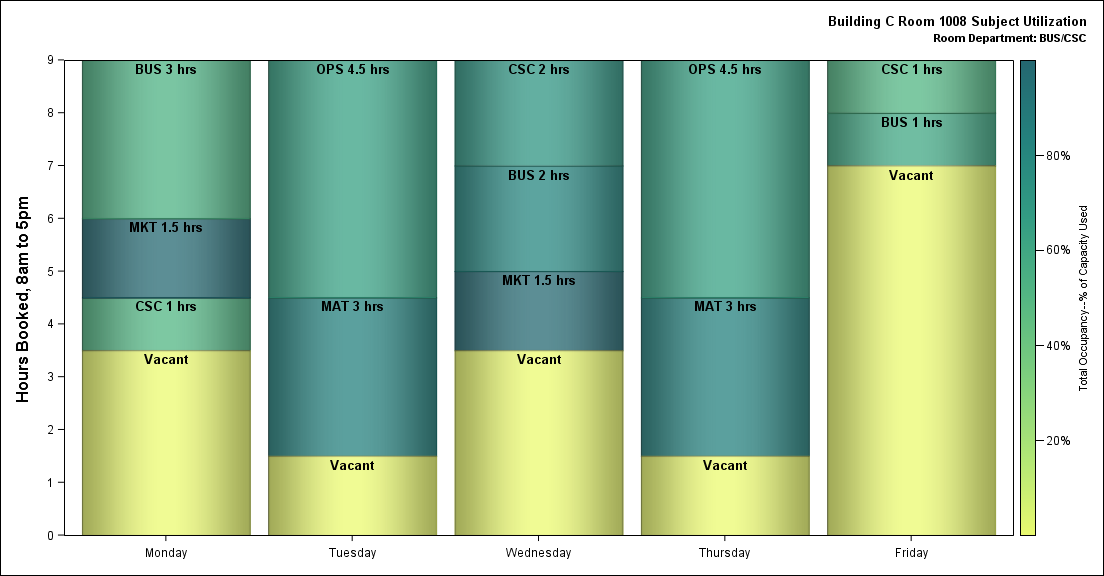 Building C Room 1008 Subject Utilization
Room Department: BUS/CSC
Hours Booked, 8am to 5pm
9
8
7
6
5
4
3
2
1
0
BUS 3 hrs
MKT 1.5 hrs
CSC 1 hrs
Vacant
OPS 4.5 hrs
MAT 3 hrs
Vacant
CSC 2 hrs
BUS 2 hrs
MKT 1.5 hrs
Vacant
OPS 4.5 hrs
MAT 3 hrs
Vacant
CSC 1 hrs
BUS 1 hrs
Vacant
Monday
Tuesday
Wednesday
Thursday
Friday
80%
60%
40%
20%
Total Occupancy--% of Capacity Used